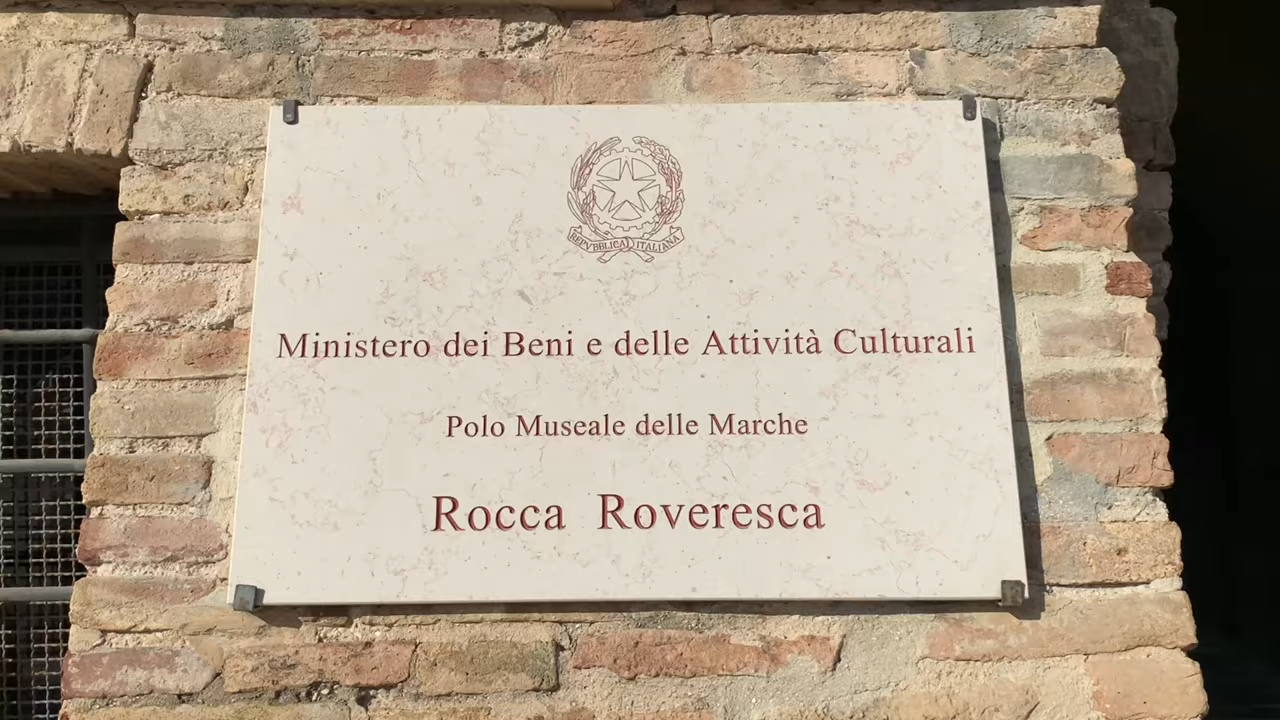 REPVBBLICA ITALIANA
Ministero dei Beni e delle Attività Culturali
Polo Museale delle Marche
Rocca Roveresca